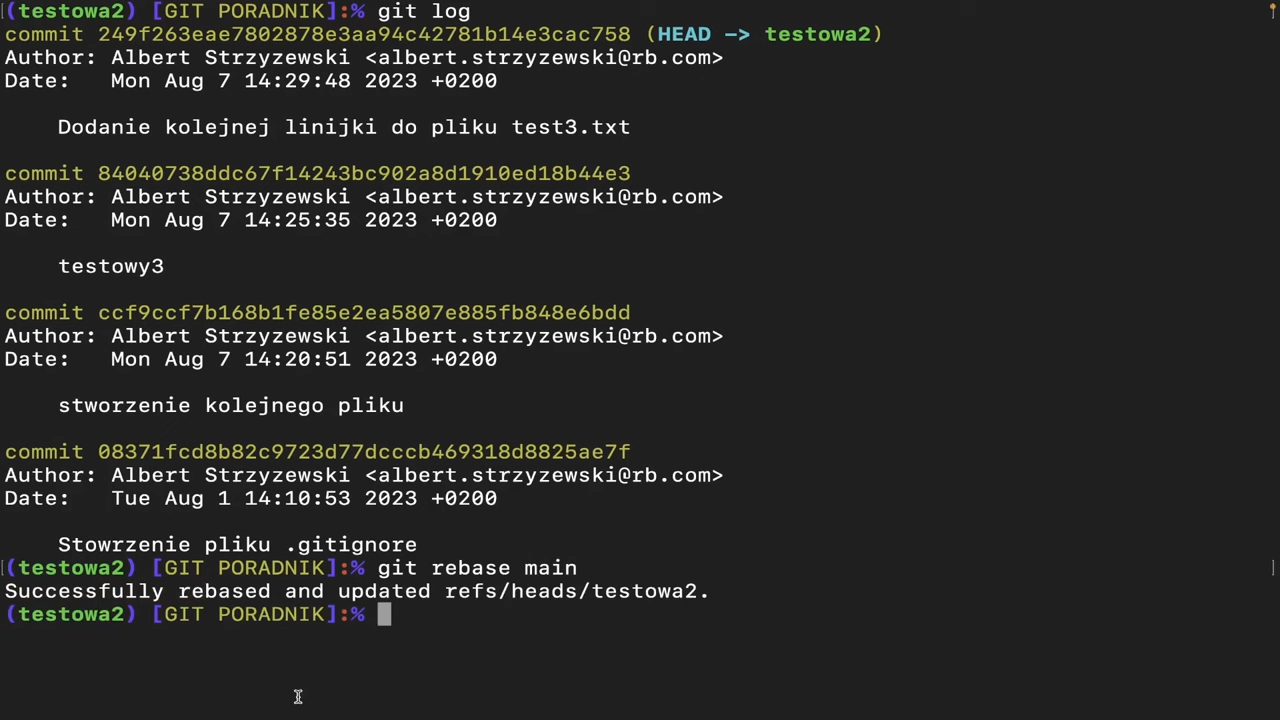 (testowa2) [GIT PORADNIK]:% git log
commit 249f263eae7802878e3aa94c42781b14e3cac758 (HEAD -> testowa2)
Author: Albert Strzyzewski <albert.strzyzewski@rb.com>
Date:   Mon Aug 7 14:29:48 2023 +0200
Dodanie kolejnej linijki do pliku test3.txt
commit 84040738ddc67f14243bc902a8d1910ed18b44e3
Author: Albert Strzyzewski <albert.strzyzewski@rb.com>
Date:   Mon Aug 7 14:25:35 2023 +0200
testowy3
commit ccf9ccf7b168b1fe85e2ea5807e885fb848e6bdd
Author: Albert Strzyzewski <albert.strzyzewski@rb.com>
Date:   Mon Aug 7 14:20:51 2023 +0200
stworzenie kolejnego pliku
commit 08371fcd8b82c9723d77dcccb469318d8825ae7f
Author: Albert Strzyzewski <albert.strzyzewski@rb.com>
Date:   Tue Aug 1 14:10:53 2023 +0200
Stowrzenie pliku .gitignore
(testowa2) [GIT PORADNIK]:% git rebase main
Successfully rebased and updated refs/heads/testowa2.
(testowa2) [GIT PORADNIK]:%